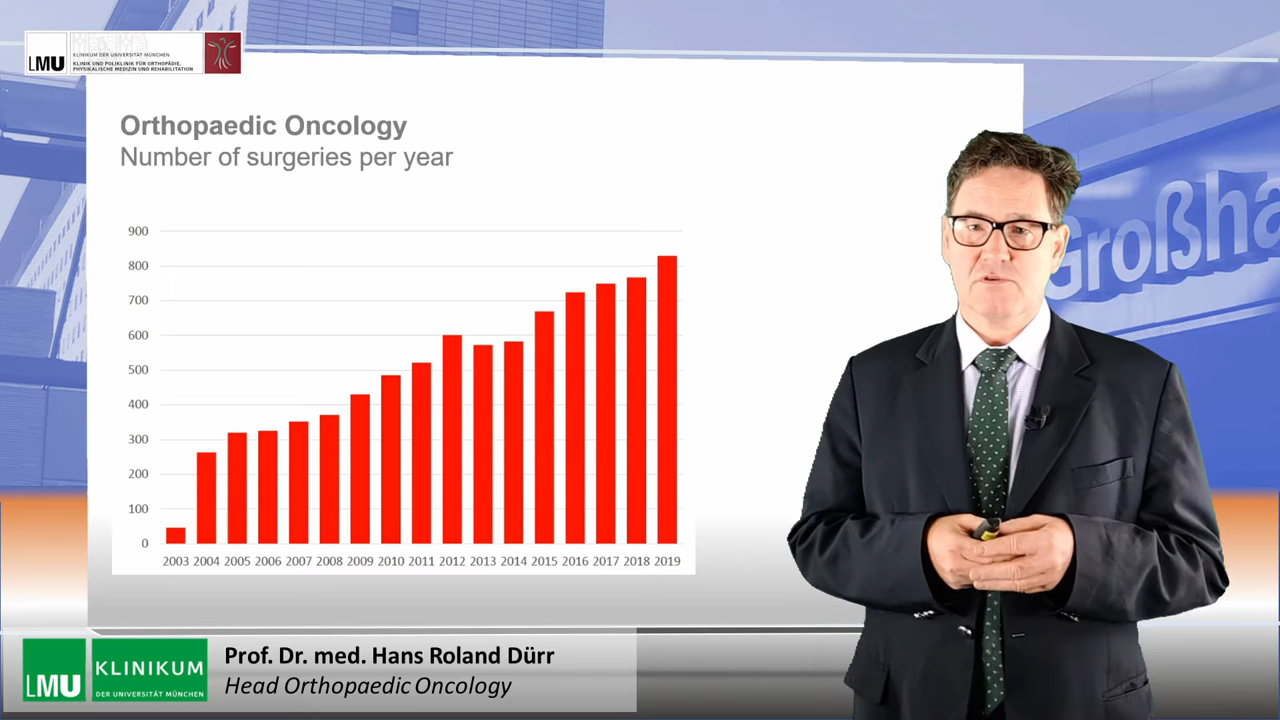 LMU
KLINIKUM DER UNIVERSITÄT MÜNCHEN
KLINIK UND POLIKLINIK FÜR ORTHOPÄDIE,
PHYSIKALISCHE MEDIZIN UND REHABILITATION
Orthopaedic Oncology
Number of surgeries per year
900
800
700
600
500
400
300
200
100
0
2003 2004 2005 2006 2007 2008 2009 2010 2011 2012 2013 2014 2015 2016 2017 2018 2019
Großha
LMU
KLINIKUM
DER UNIVERSITÄT MÜNCHEN
Prof. Dr. med. Hans Roland Dürr
Head Orthopaedic Oncology